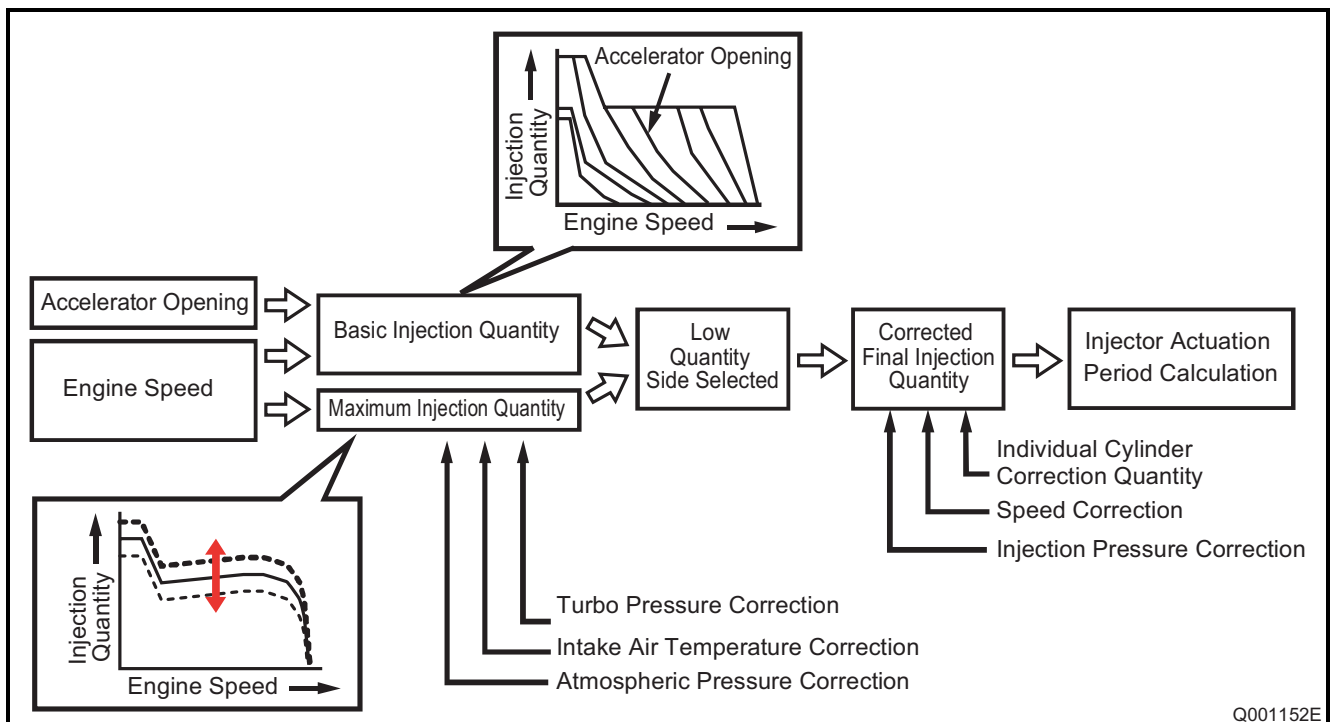 Injection
Quantity
Accelerator Opening
Engine Speed
Accelerator Opening
Engine Speed
Basic Injection Quantity
Maximum Injection Quantity
Low
Quantity
Side Selected
Corrected
Final Injection
Quantity
Injector Actuation
Period Calculation
Individual Cylinder
Correction Quantity
Speed Correction
Injection Pressure Correction
Injection
Quantity
Engine Speed
Turbo Pressure Correction
Intake Air Temperature Correction
Atmospheric Pressure Correction
Q001152E